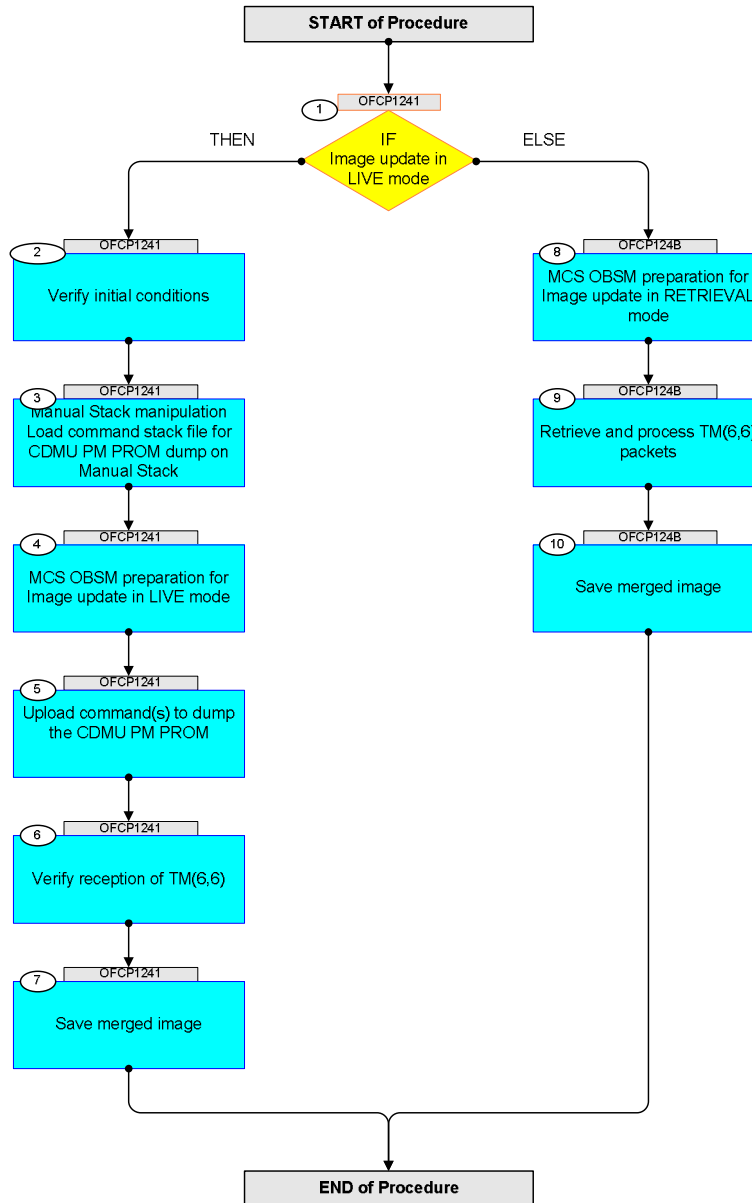 START of Procedure
OFCP1241
1
IF
Image update in
LIVE mode
THEN
ELSE
OFCP1241
2
Verify initial conditions
OFCP1241
3
Manual Stack manipulation
Load command stack file for
CDMU PM PROM dump on
Manual Stack
OFCP1241
4
MCS OBSM preparation for
Image update in LIVE mode
OFCP1241
5
Upload command(s) to dump
the CDMU PM PROM
OFCP1241
6
Verify reception of TM(6,6)
OFCP1241
7
Save merged image
OFCP124B
8
MCS OBSM preparation for
Image update in RETRIEVAL
mode
OFCP124B
9
Retrieve and process TM(6,6)
packets
OFCP124B
10
Save merged image
END of Procedure